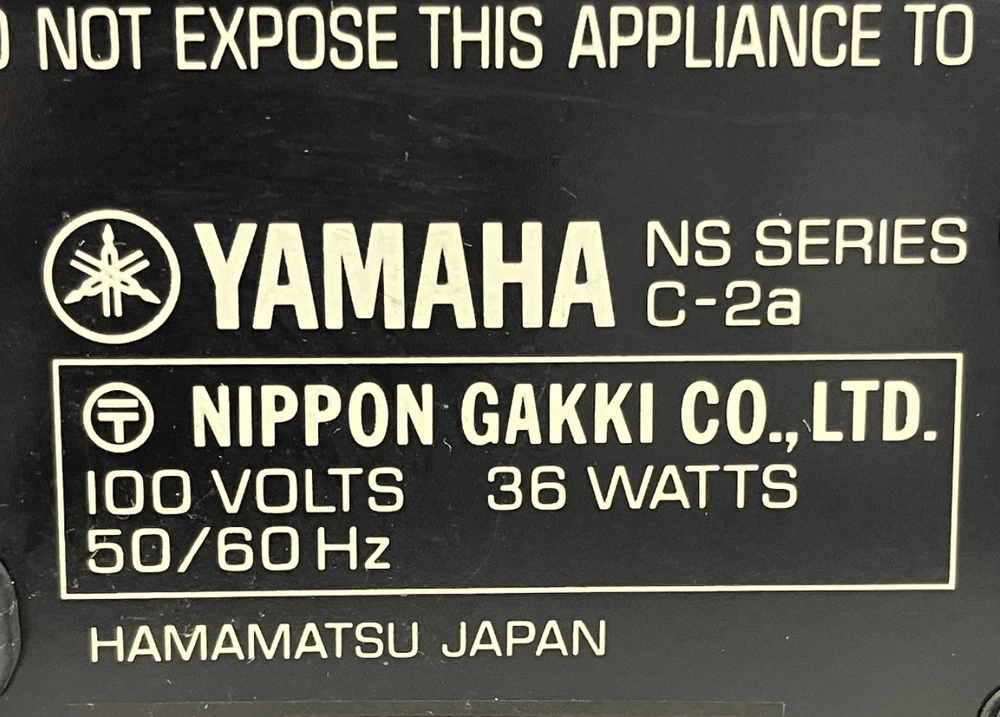 NOT EXPOSE THIS APPLIANCE TO
YAMAHA NS SERIES
C-2a
〒 NIPPON GAKKI CO., LTD.
100 VOLTS 36 WATTS
50/60 Hz
HAMAMATSU JAPAN